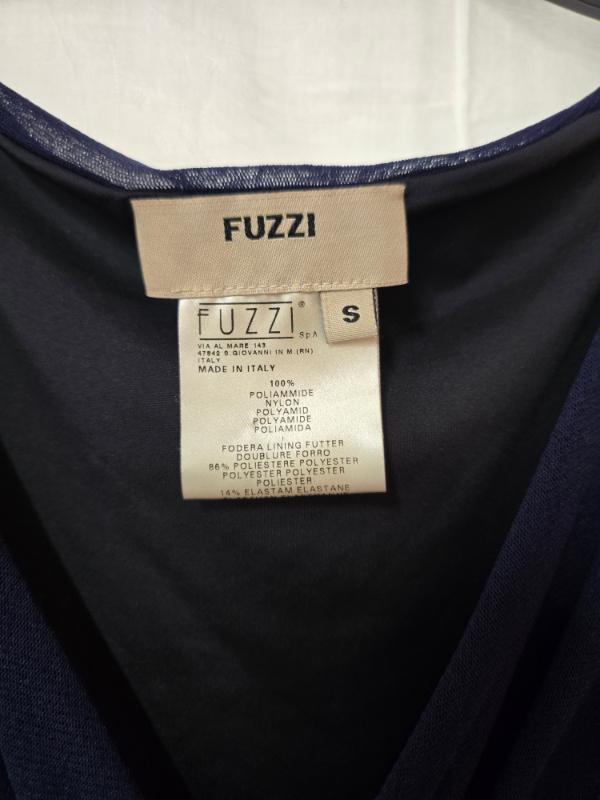 FUZZI
FUZZI® SpA
S
VIA AL MARE 143
47842 S.GIOVANNI IN M.(RN)
ITALY
MADE IN ITALY
100%
POLIAMMIDE
NYLON
POLYAMID
POLYAMIDE
POLIAMIDA
FODERA LINING FUTTER
DOUBLURE FORRO
86% POLIESTERE POLYESTER
POLYESTER POLYESTER
POLIESTER
14% ELASTAM ELASTANE